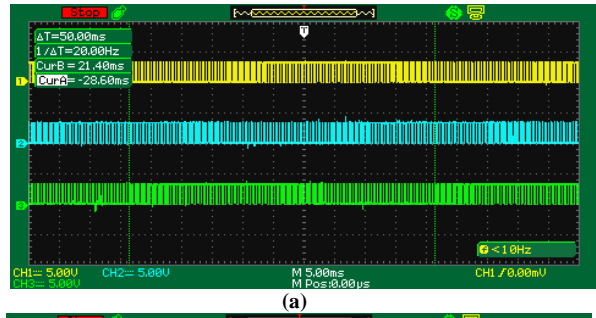 Stop
T
ΔT=50.00ms
1/ΔT=20.00Hz
CurB = 21.40ms
CurA= -28.60ms
1
2
3
<10Hz
CH1 5.00V CH2 5.00V M 5.00ms CH1 0.00mV
CH3 5.00V M Pos:0.00μs
(a)